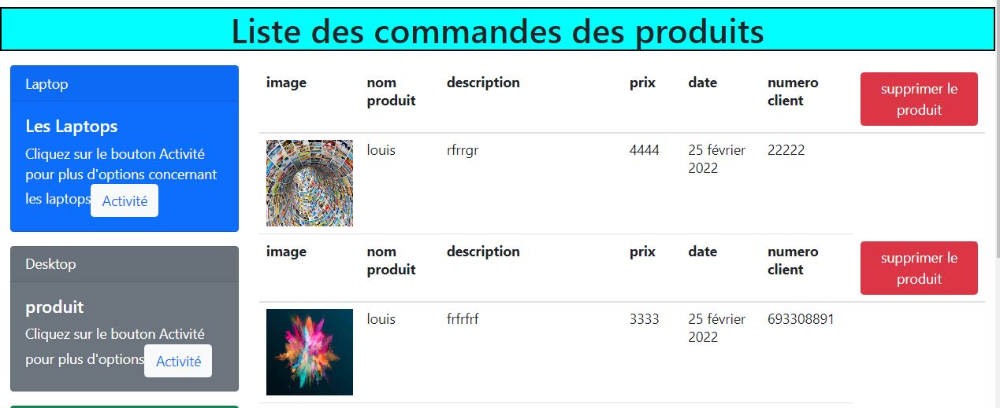 Liste des commandes des produits
Laptop
Les Laptops
Cliquez sur le bouton Activité
pour plus d'options concernant
les laptops Activité
Desktop
produit
Cliquez sur le bouton Activité
pour plus d'options Activité
image nom produit description prix date numero client supprimer le produit
louis rfrrgr 4444 25 février 2022 22222
image nom produit description prix date numero client supprimer le produit
louis frfrfrf 3333 25 février 2022 693308891